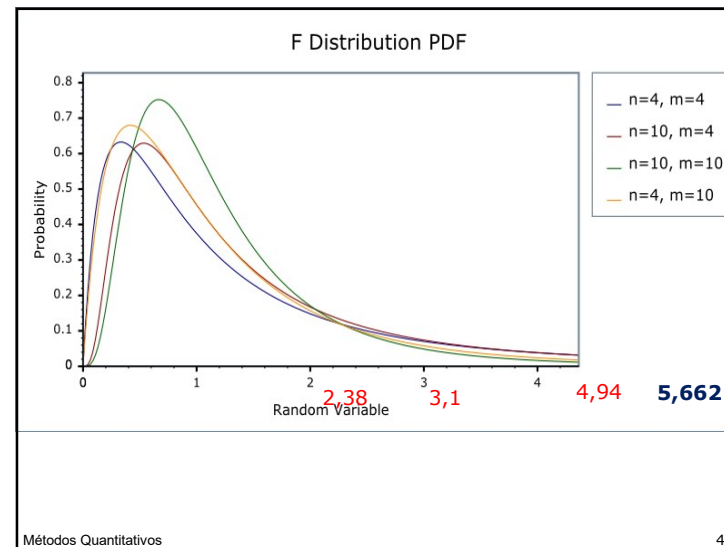 F Distribution PDF
0.8
0.7
0.6
0.5
0.4
0.3
0.2
0.1
0
Probability
0 1 2 3 4
Random Variable
2,38 3,1 4,94 5,662
n=4, m=4
n=10, m=4
n=10, m=10
n=4, m=10
Métodos Quantitativos 4